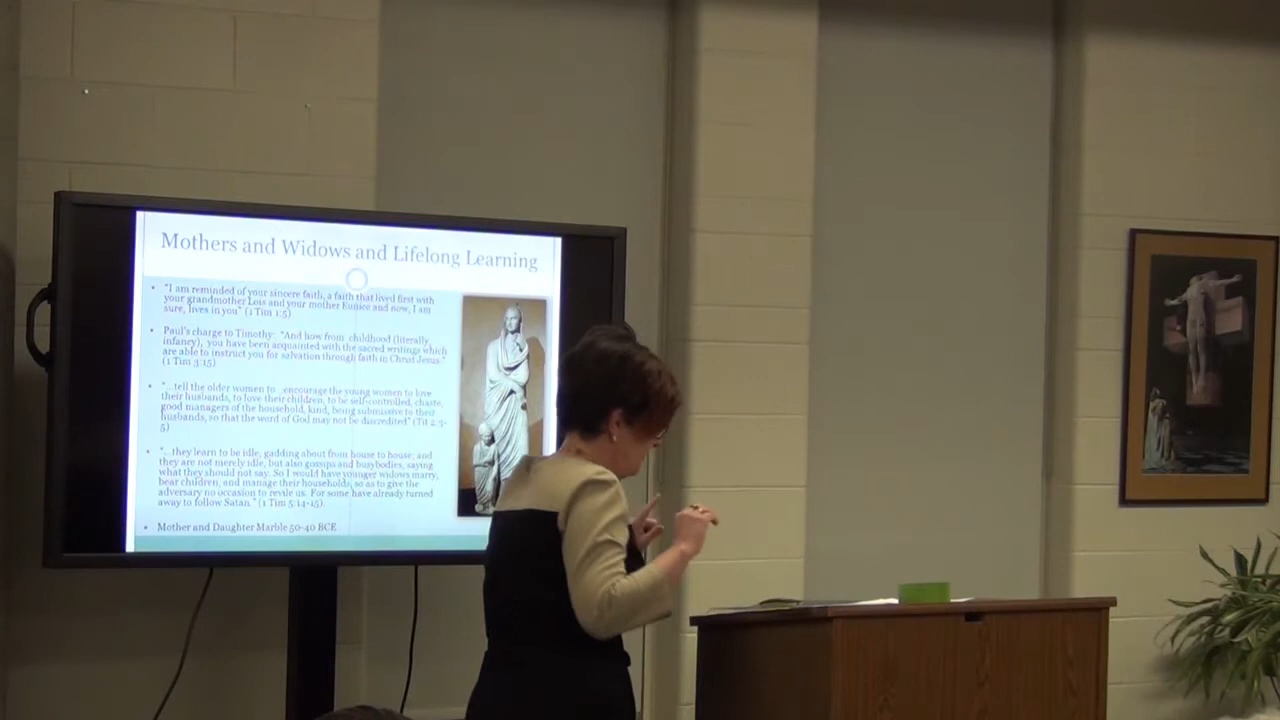 Mothers and Widows and Lifelong Learning
• "I am reminded of your sincere faith, a faith that lived first with
your grandmother Lois and your mother Eunice and now, I am
sure, lives in you" (1 Tim 1:5)
• Paul's charge to Timothy: "And how from childhood (literally
infancy), you have been acquainted with the sacred writings which
are able to instruct you for salvation through faith in Christ Jesus"
(1 Tim 3:15)
• "...tell the older women to encourage the young women to love
their husbands, to love their children, to be self-controlled, chaste,
good managers of the household, kind, being submissive to their
husbands, so that the word of God may not be discredited" (Tit 2:3-
5)
• "...they learn to be idle, gadding about from house to house; and
they are not merely idle, but also gossips and busybodies, saying
what they should not say. So I would have younger widows marry,
bear children, and manage their households, so as to give the
adversary no occasion to revile us. For some have already turned
away to follow Satan." (1 Tim 5:14-15).
• Mother and Daughter Marble 50-40 BCE